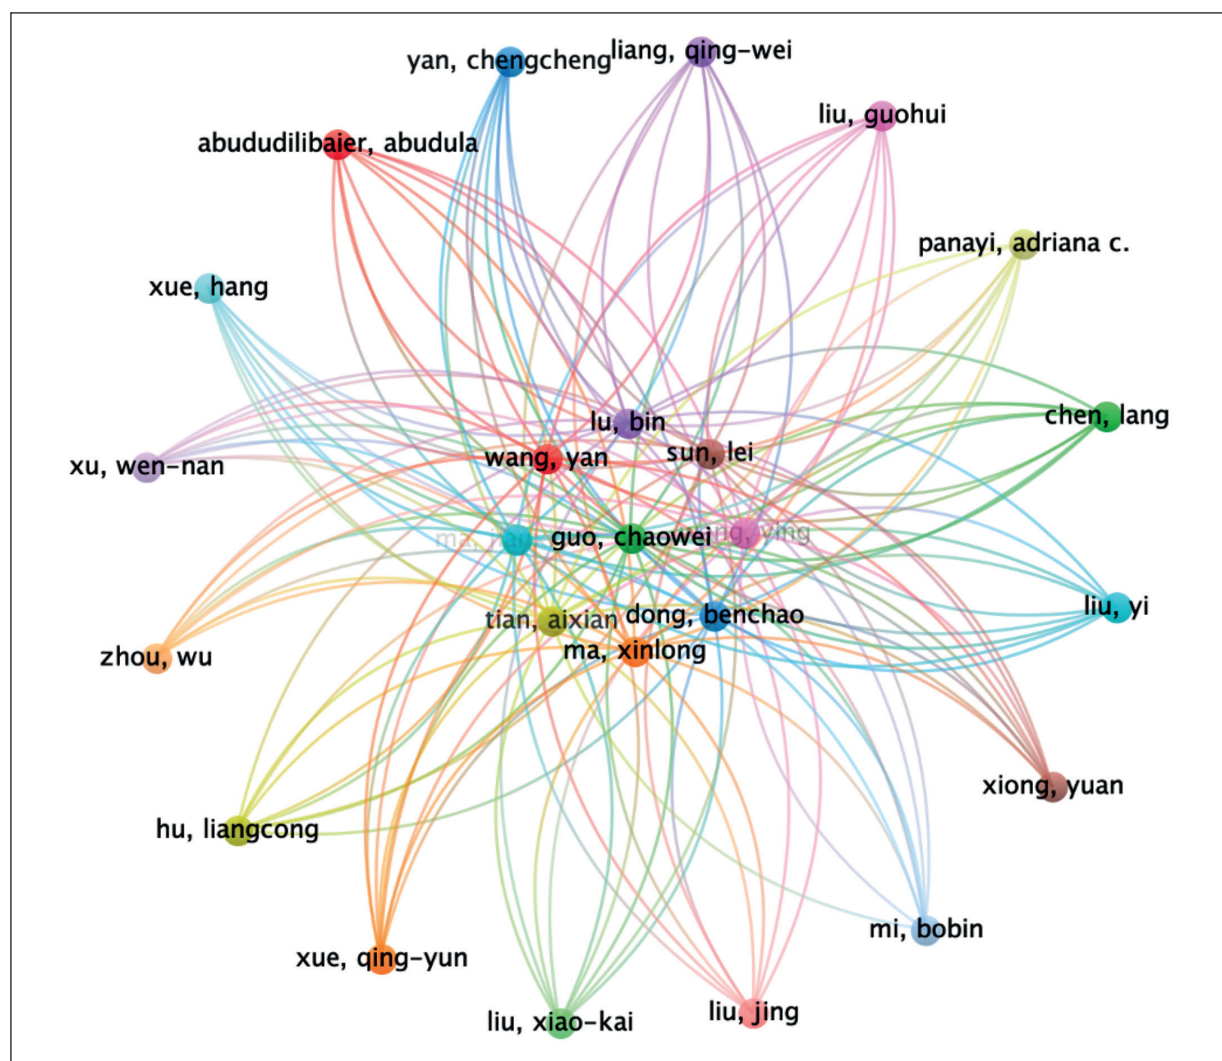 yan, chengcheng
liang, qing-wei
liu, guohui
abududilibaier, abudula
panayi, adriana c.
xue, hang
chen, lang
lu, bin
sun, lei
wang, yan
xu, wen-nan
guo, chaowei
ying
liu, yi
tian, aixian
dong, benchao
ma, xinlong
zhou, wu
xiong, yuan
hu, liangcong
mi, bobin
xue, qing-yun
liu, jing
liu, xiao-kai